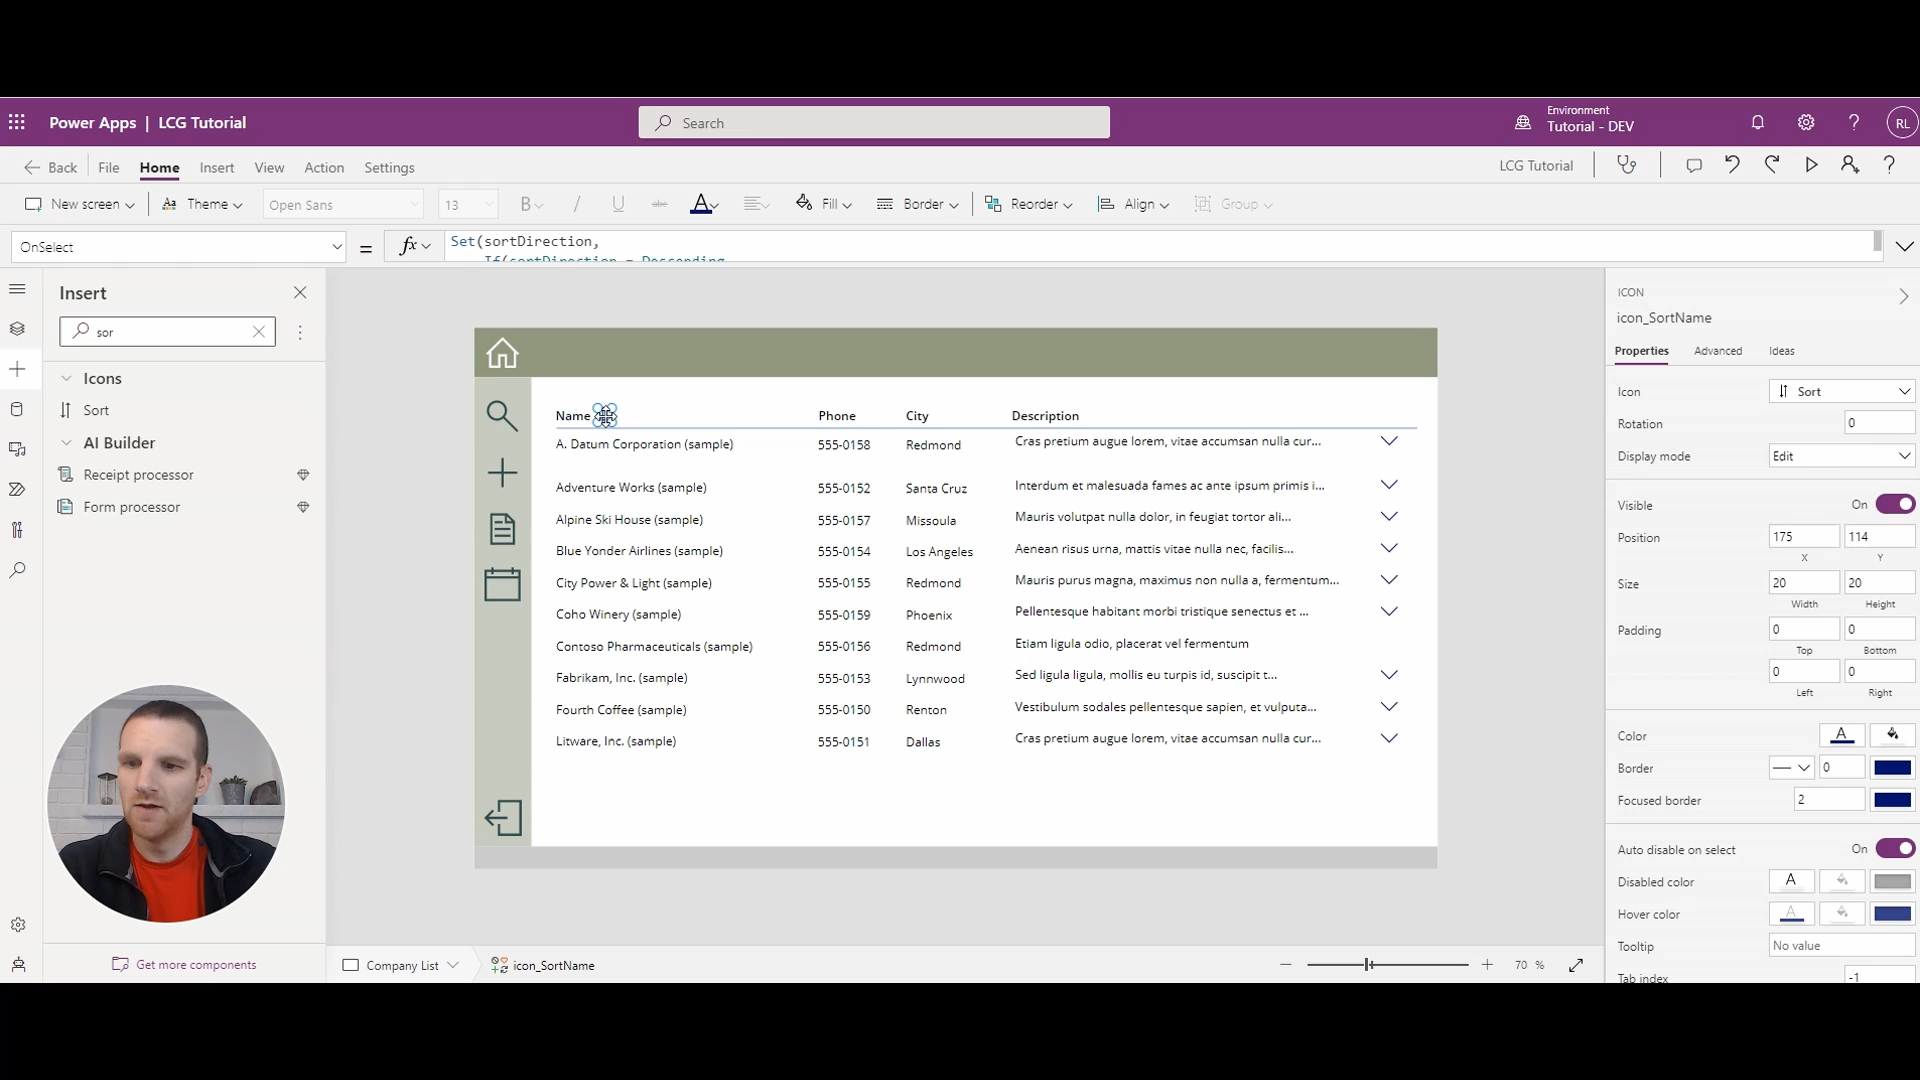 Power Apps | LCG Tutorial
Search
Environment
Tutorial - DEV
RL
Back
File
Home
Insert
View
Action
Settings
LCG Tutorial
New screen
Theme
Open Sans
13
B
/
U
abc
A
Fill
Border
Reorder
Align
Group
OnSelect
=
fx
Set(sortDirection,
If(sortDirection = Descending,
Insert
sor
Icons
Sort
AI Builder
Receipt processor
Form processor
Get more components
Name
Phone
City
Description
A. Datum Corporation (sample) 555-0158 Redmond Cras pretium augue lorem, vitae accumsan nulla cur...
Adventure Works (sample) 555-0152 Santa Cruz Interdum et malesuada fames ac ante ipsum primis i...
Alpine Ski House (sample) 555-0157 Missoula Mauris volutpat nulla dolor, in feugiat tortor ali...
Blue Yonder Airlines (sample) 555-0154 Los Angeles Aenean risus urna, mattis vitae nulla nec, facilis...
City Power & Light (sample) 555-0155 Redmond Mauris purus magna, maximus non nulla a, fermentum...
Coho Winery (sample) 555-0159 Phoenix Pellentesque habitant morbi tristique senectus et ...
Contoso Pharmaceuticals (sample) 555-0156 Redmond Etiam ligula odio, placerat vel fermentum
Fabrikam, Inc. (sample) 555-0153 Lynnwood Sed ligula ligula, mollis eu turpis id, suscipit t...
Fourth Coffee (sample) 555-0150 Renton Vestibulum sodales pellentesque sapien, et vulputa...
Litware, Inc. (sample) 555-0151 Dallas Cras pretium augue lorem, vitae accumsan nulla cur...
Company List
icon_SortName
70 %
ICON
icon_SortName
Properties
Advanced
Ideas
Icon
Sort
Rotation
0
Display mode
Edit
Visible
On
Position
175
114
X
Y
Size
20
20
Width
Height
Padding
0
0
Top
Bottom
0
0
Left
Right
Color
A
Border
0
Focused border
2
Auto disable on select
On
Disabled color
A
Hover color
A
Tooltip
No value
Tab index
-1